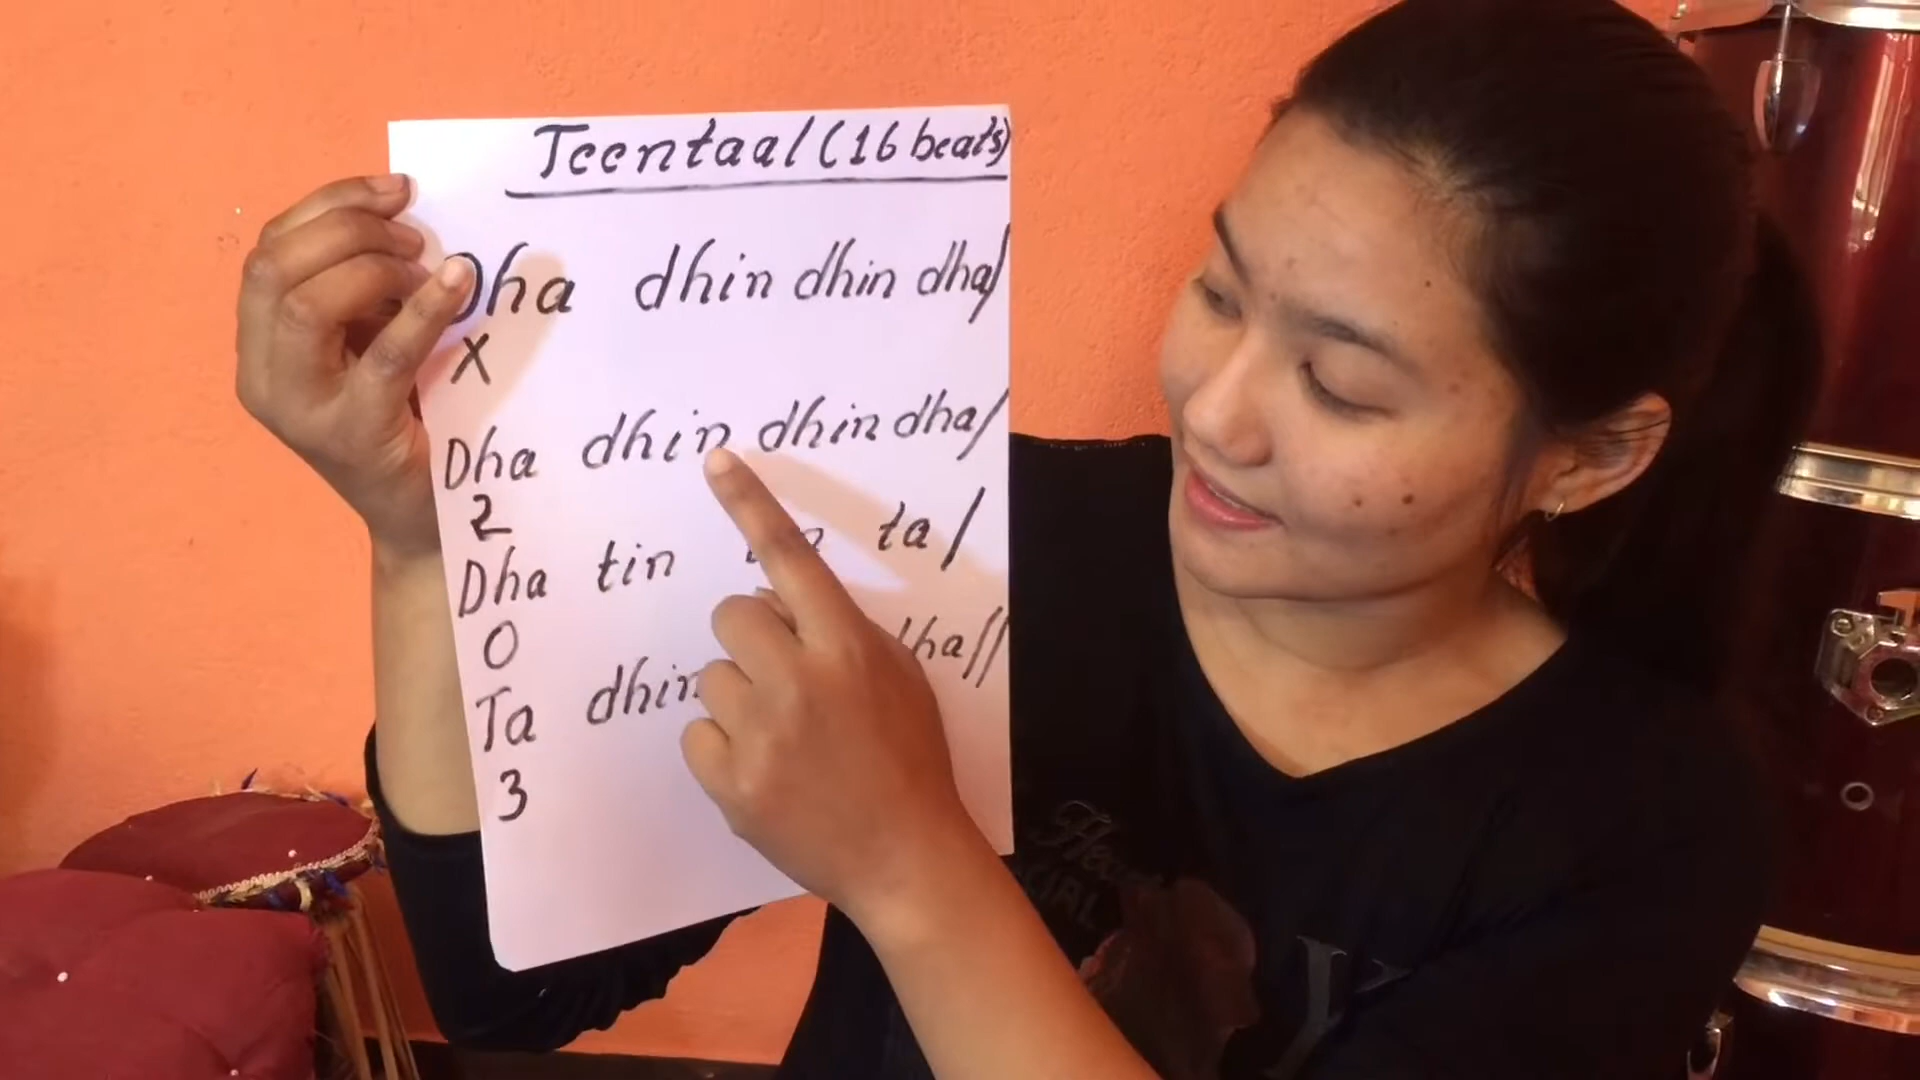 Teentaal (16 beats)
Dha dhin dhin dha/
X
Dha dhin dhin dha/
2
Dha tin ta/
0
Ta dhin dha//
3